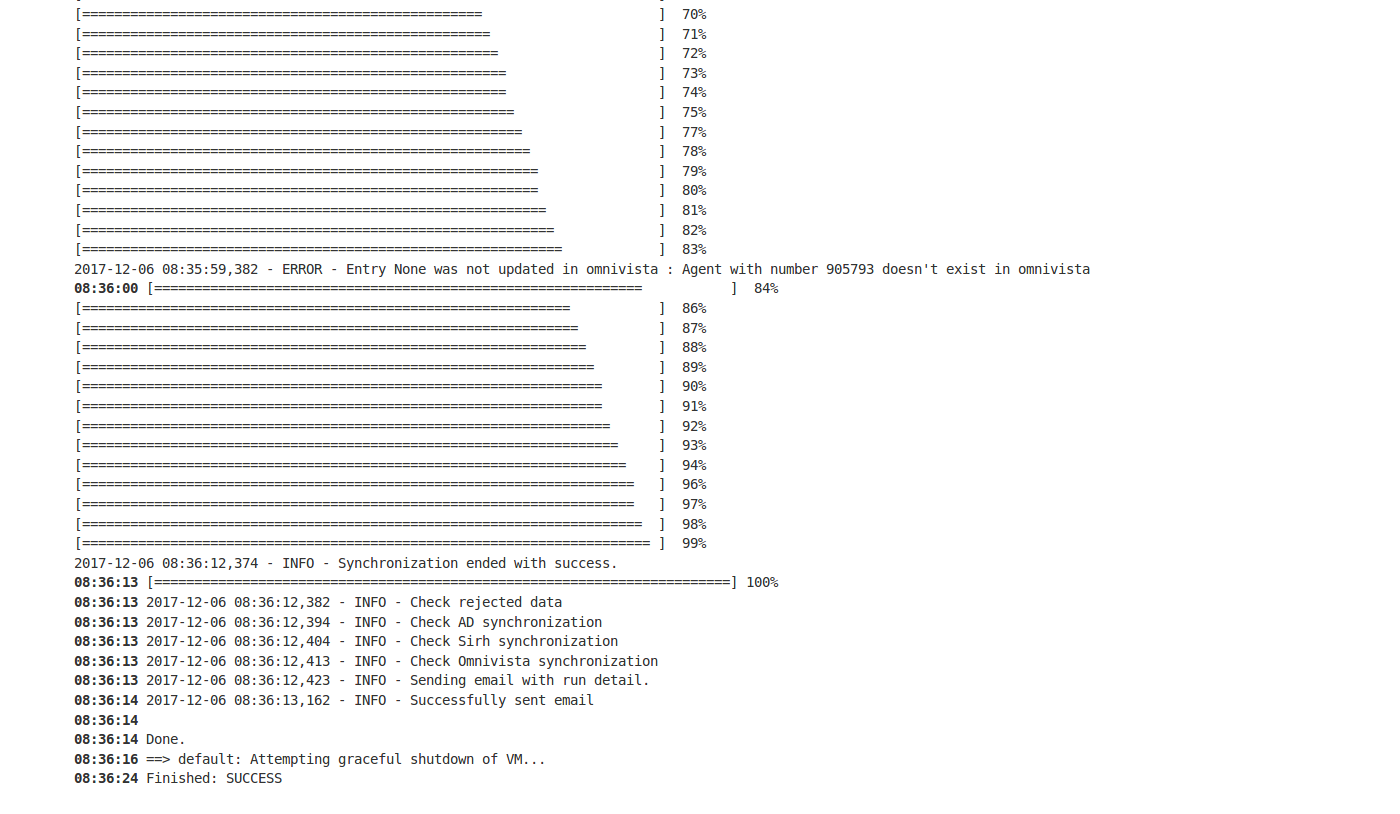 [==================================================                      ]  70%
[===================================================                     ]  71%
[====================================================                    ]  72%
[=====================================================                   ]  73%
[=====================================================                   ]  74%
[======================================================                  ]  75%
[=======================================================                 ]  77%
[========================================================                ]  78%
[=========================================================               ]  79%
[=========================================================               ]  80%
[==========================================================              ]  81%
[===========================================================             ]  82%
[============================================================            ]  83%
2017-12-06 08:35:59,382 - ERROR - Entry None was not updated in omnivista : Agent with number 905793 doesn't exist in omnivista
08:36:00 [=============================================================           ]  84%
[=============================================================           ]  86%
[==============================================================          ]  87%
[===============================================================         ]  88%
[================================================================        ]  89%
[=================================================================       ]  90%
[=================================================================       ]  91%
[==================================================================      ]  92%
[===================================================================     ]  93%
[====================================================================    ]  94%
[=====================================================================   ]  96%
[=====================================================================   ]  97%
[======================================================================  ]  98%
[======================================================================= ]  99%
2017-12-06 08:36:12,374 - INFO - Synchronization ended with success.
08:36:13 [========================================================================] 100%
08:36:13 2017-12-06 08:36:12,382 - INFO - Check rejected data
08:36:13 2017-12-06 08:36:12,394 - INFO - Check AD synchronization
08:36:13 2017-12-06 08:36:12,404 - INFO - Check Sirh synchronization
08:36:13 2017-12-06 08:36:12,413 - INFO - Check Omnivista synchronization
08:36:13 2017-12-06 08:36:12,423 - INFO - Sending email with run detail.
08:36:14 2017-12-06 08:36:13,162 - INFO - Successfully sent email
08:36:14
08:36:14 Done.
08:36:16 ==> default: Attempting graceful shutdown of VM...
08:36:24 Finished: SUCCESS